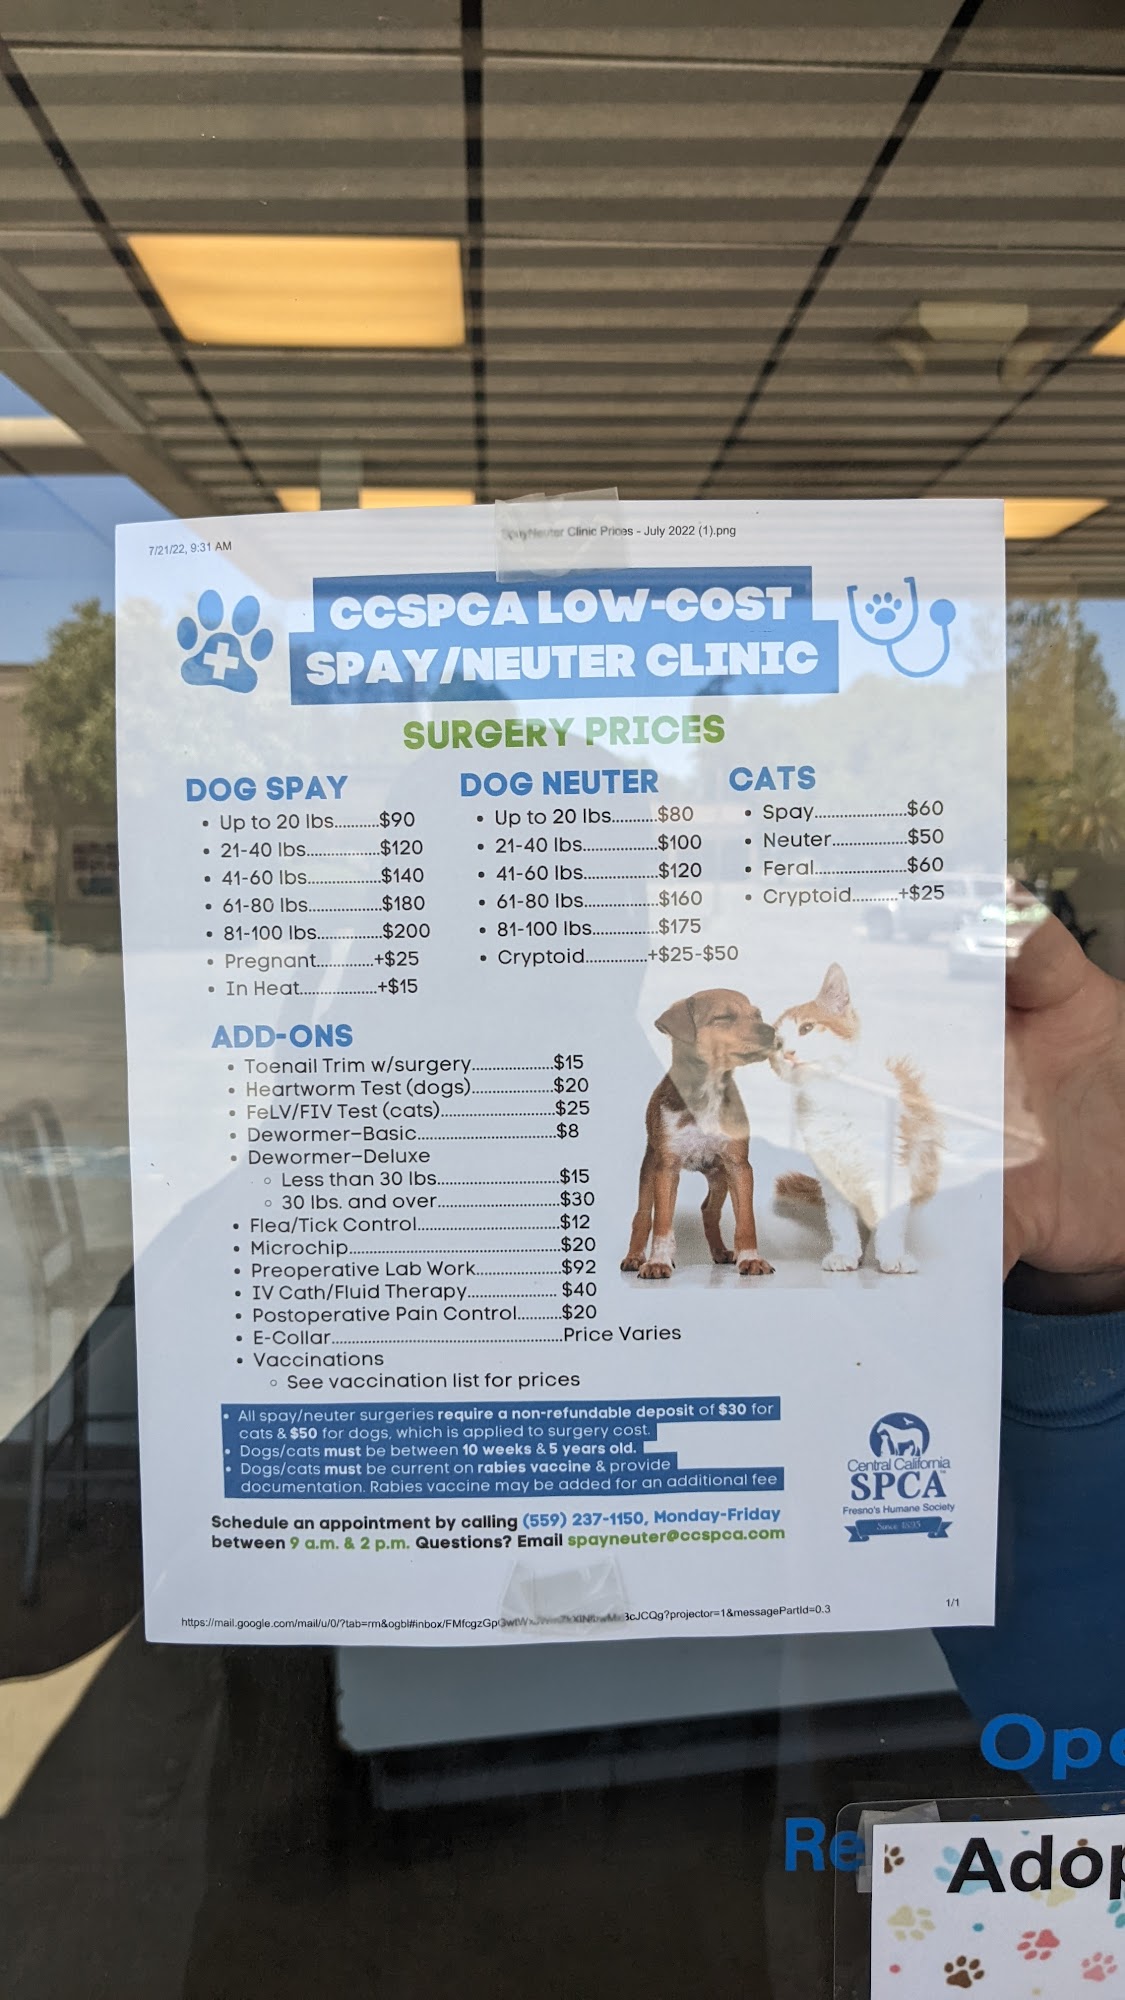 7/21/22, 9:31 AM
Spay/Neuter Clinic Prices - July 2022 (1).png
CCSPCA LOW-COST
SPAY/NEUTER CLINIC
SURGERY PRICES
DOG SPAY
• Up to 20 lbs..........$90
• 21-40 lbs................$120
• 41-60 lbs................$140
• 61-80 lbs................$180
• 81-100 lbs..............$200
• Pregnant.............+$25
• In Heat..................+$15
DOG NEUTER
• Up to 20 lbs..........$80
• 21-40 lbs................$100
• 41-60 lbs................$120
• 61-80 lbs................$160
• 81-100 lbs..............$175
• Cryptoid..............+$25-$50
CATS
• Spay.....................$60
• Neuter.................$50
• Feral.....................$60
• Cryptoid..........+$25
ADD-ONS
• Toenail Trim w/surgery...................$15
• Heartworm Test (dogs)...................$20
• FeLV/FIV Test (cats)..........................$25
• Dewormer–Basic................................$8
• Dewormer–Deluxe
◦ Less than 30 lbs............................$15
◦ 30 lbs. and over............................$30
• Flea/Tick Control.................................$12
• Microchip..................................................$20
• Preoperative Lab Work....................$92
• IV Cath/Fluid Therapy..................... $40
• Postoperative Pain Control..........$20
• E-Collar......................................................Price Varies
• Vaccinations
◦ See vaccination list for prices
• All spay/neuter surgeries require a non-refundable deposit of $30 for
cats & $50 for dogs, which is applied to surgery cost.
• Dogs/cats must be between 10 weeks & 5 years old.
• Dogs/cats must be current on rabies vaccine & provide
documentation. Rabies vaccine may be added for an additional fee
Schedule an appointment by calling (559) 237-1150, Monday-Friday
between 9 a.m. & 2 p.m. Questions? Email spayneuter@ccspca.com
Central California
SPCA
Fresno's Humane Society
Since 1895
1/1
Ope
Re
Adop